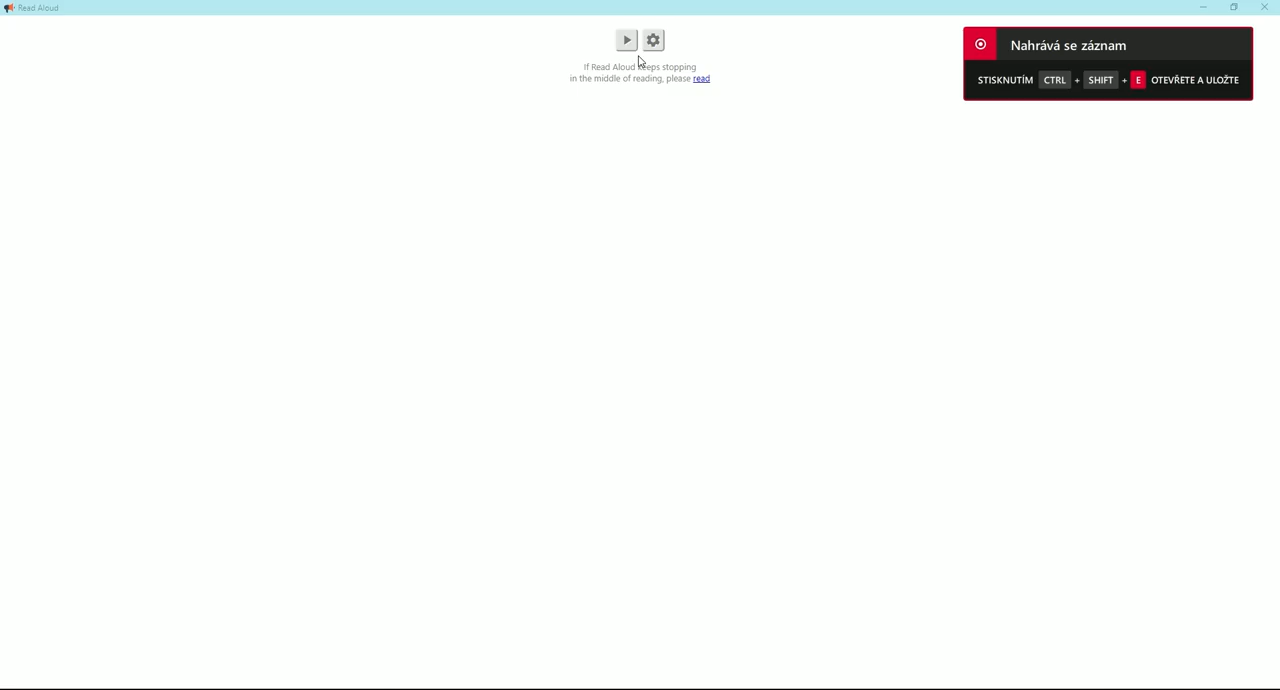 Read Aloud
If Read Aloud keeps stopping
in the middle of reading, please read
Nahrává se záznam
STISKNUTÍM CTRL + SHIFT + E OTEVŘETE A ULOŽTE